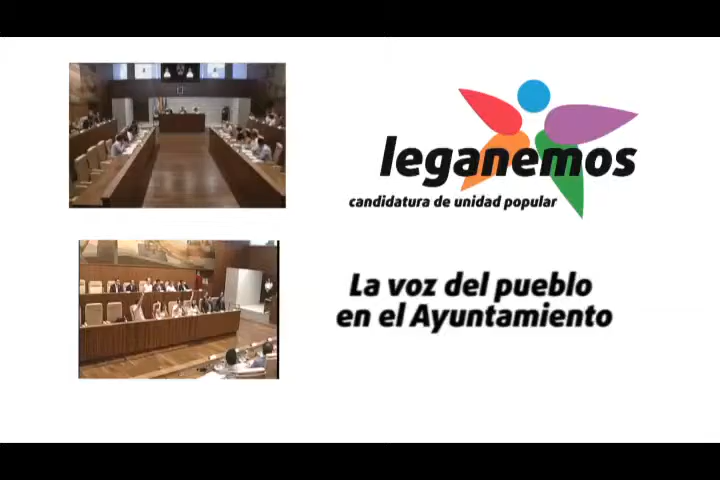 leganemos
candidatura de unidad popular
La voz del pueblo
en el Ayuntamiento